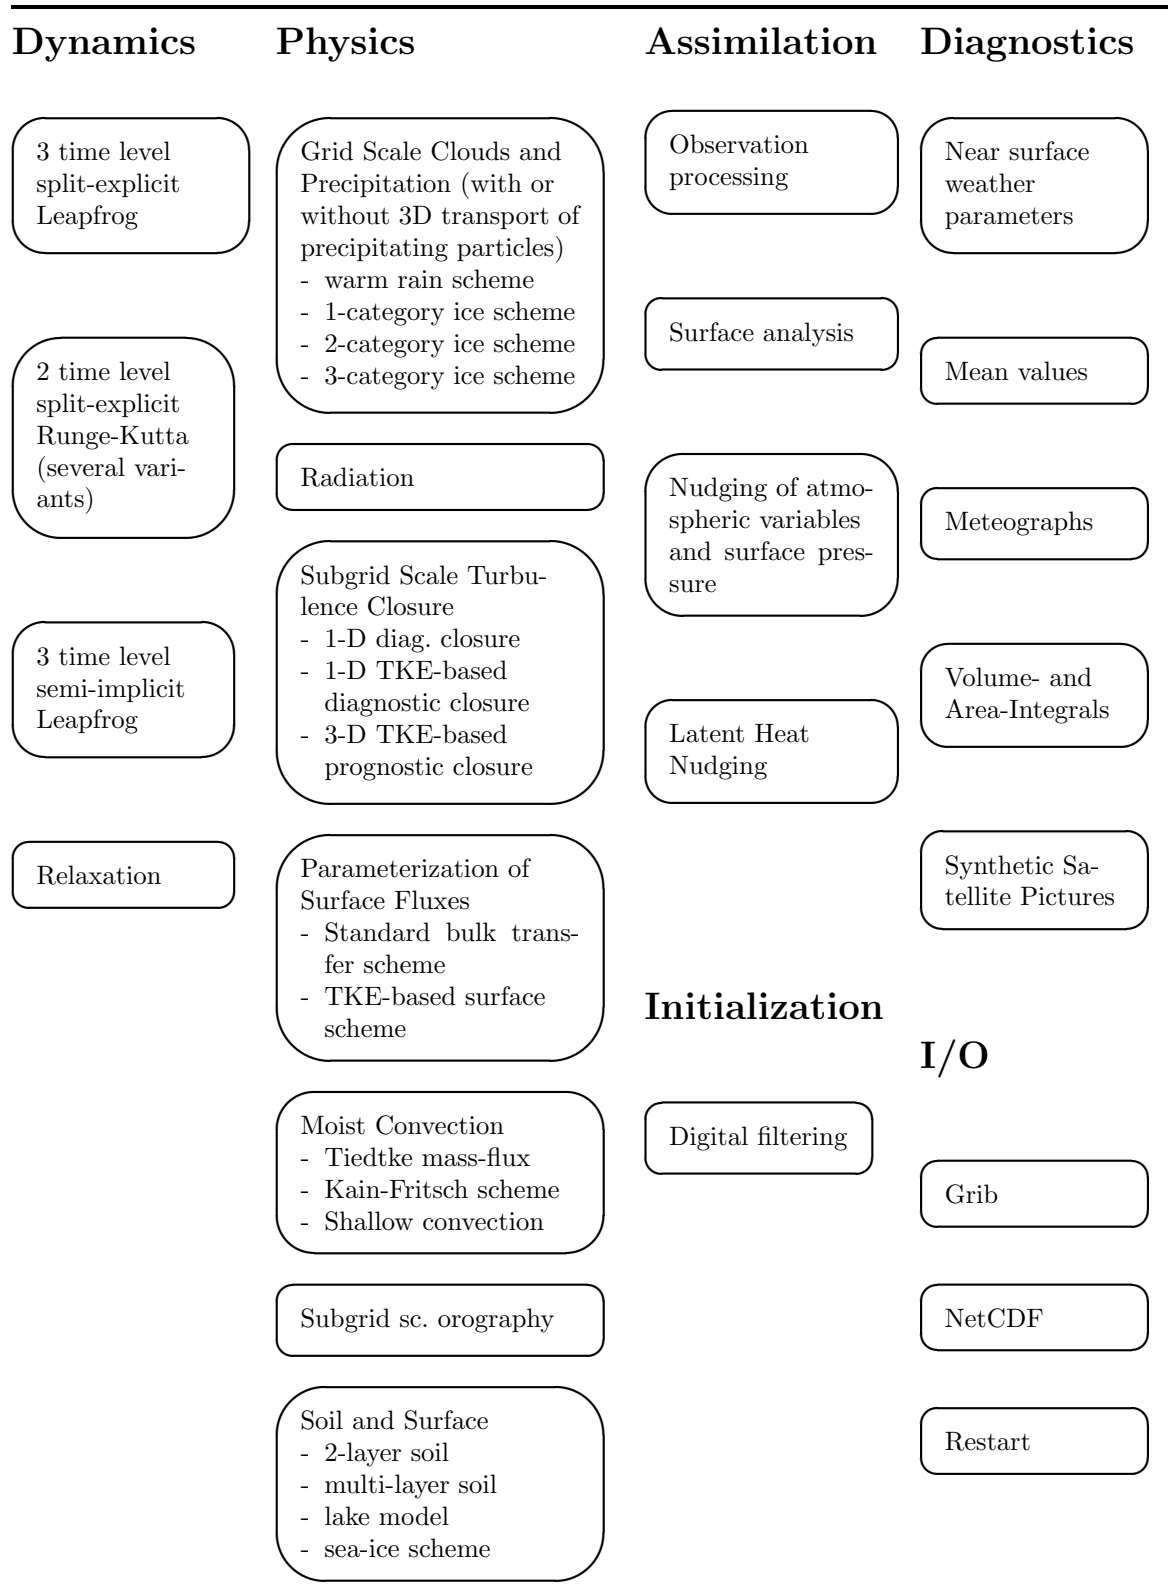 Dynamics
3 time level
split-explicit
Leapfrog
2 time level
split-explicit
Runge-Kutta
(several vari-
ants)
3 time level
semi-implicit
Leapfrog
Relaxation
Physics
Grid Scale Clouds and
Precipitation (with or
without 3D transport of
precipitating particles)
- warm rain scheme
- 1-category ice scheme
- 2-category ice scheme
- 3-category ice scheme
Radiation
Subgrid Scale Turbu-
lence Closure
- 1-D diag. closure
- 1-D TKE-based
diagnostic closure
- 3-D TKE-based
prognostic closure
Parameterization of
Surface Fluxes
- Standard bulk trans-
fer scheme
- TKE-based surface
scheme
Moist Convection
- Tiedtke mass-flux
- Kain-Fritsch scheme
- Shallow convection
Subgrid sc. orography
Soil and Surface
- 2-layer soil
- multi-layer soil
- lake model
- sea-ice scheme
Assimilation
Observation
processing
Surface analysis
Nudging of atmo-
spheric variables
and surface pres-
sure
Latent Heat
Nudging
Initialization
Digital filtering
Diagnostics
Near surface
weather
parameters
Mean values
Meteographs
Volume- and
Area-Integrals
Synthetic Sa-
tellite Pictures
I/O
Grib
NetCDF
Restart